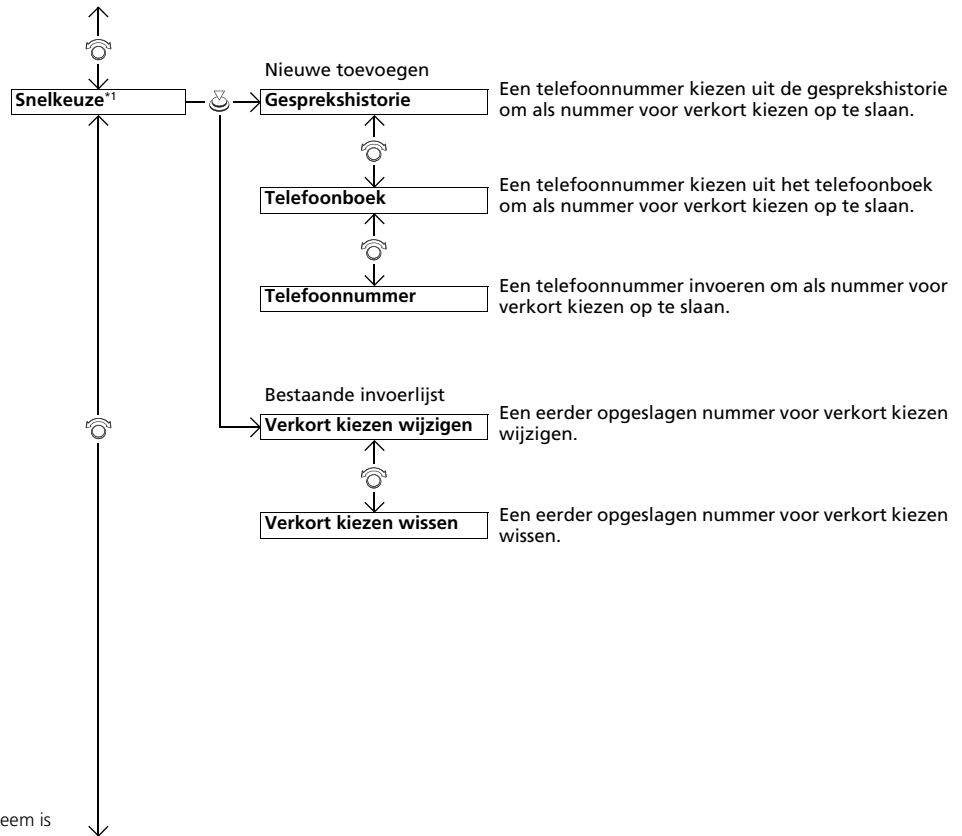 Nieuwe toevoegen
Snelkeuze*1
Gesprekshistorie
Een telefoonnummer kiezen uit de gesprekshistorie
om als nummer voor verkort kiezen op te slaan.
Telefoonboek
Een telefoonnummer kiezen uit het telefoonboek
om als nummer voor verkort kiezen op te slaan.
Telefoonnummer
Een telefoonnummer invoeren om als nummer voor
verkort kiezen op te slaan.
Bestaande invoerlijst
Verkort kiezen wijzigen
Een eerder opgeslagen nummer voor verkort kiezen
wijzigen.
Verkort kiezen wissen
Een eerder opgeslagen nummer voor verkort kiezen
wissen.
eem is